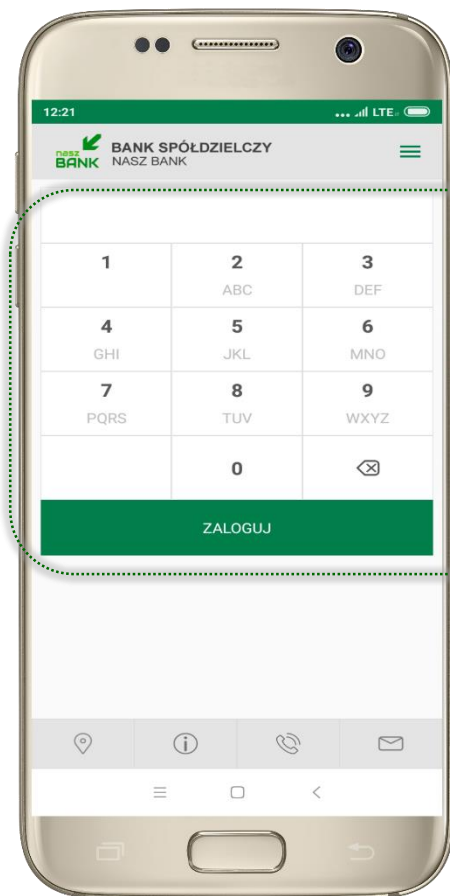 12:21
LTE
nasz BANK
BANK SPÓŁDZIELCZY
NASZ BANK
1 2 3
ABC DEF
4 5 6
GHI JKL MNO
7 8 9
PQRS TUV WXYZ
0
ZALOGUJ